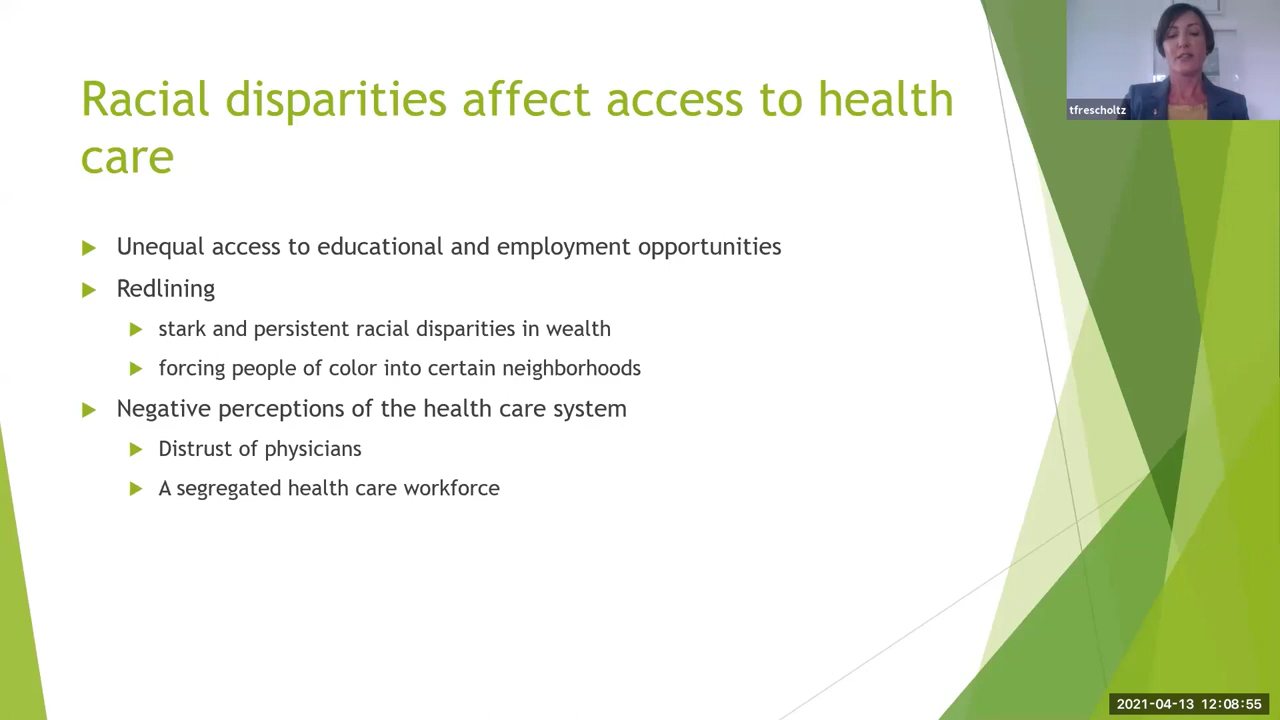 Racial disparities affect access to health
care
Unequal access to educational and employment opportunities
Redlining
stark and persistent racial disparities in wealth
forcing people of color into certain neighborhoods
Negative perceptions of the health care system
Distrust of physicians
A segregated health care workforce
tfrescholtz
2021-04-13 12:08:55